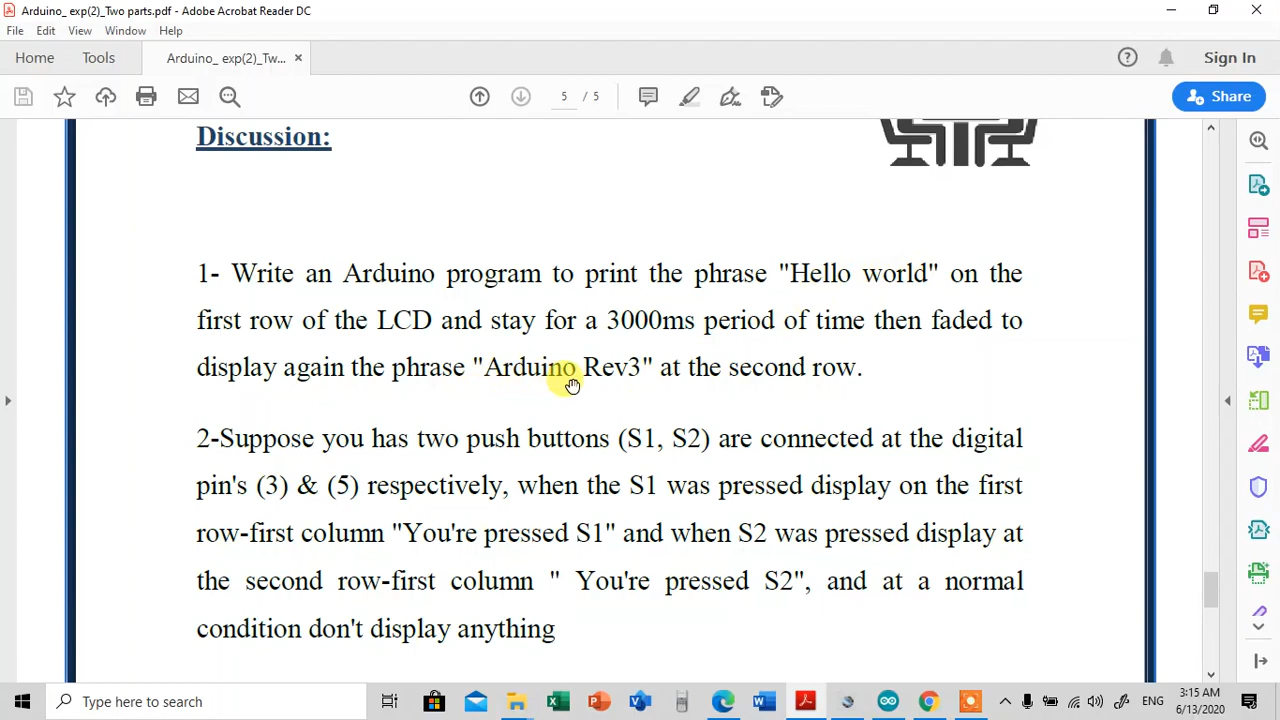 Arduino_ exp(2)_Two parts.pdf - Adobe Acrobat Reader DC
File Edit View Window Help
Home Tools Arduino_ exp(2)_Tw... × Sign In
5 / 5 Share
Discussion:
1- Write an Arduino program to print the phrase "Hello world" on the
first row of the LCD and stay for a 3000ms period of time then faded to
display again the phrase "Arduino Rev3" at the second row.
2-Suppose you has two push buttons (S1, S2) are connected at the digital
pin's (3) & (5) respectively, when the S1 was pressed display on the first
row-first column "You're pressed S1" and when S2 was pressed display at
the second row-first column " You're pressed S2", and at a normal
condition don't display anything
Type here to search ENG 3:15 AM
6/13/2020